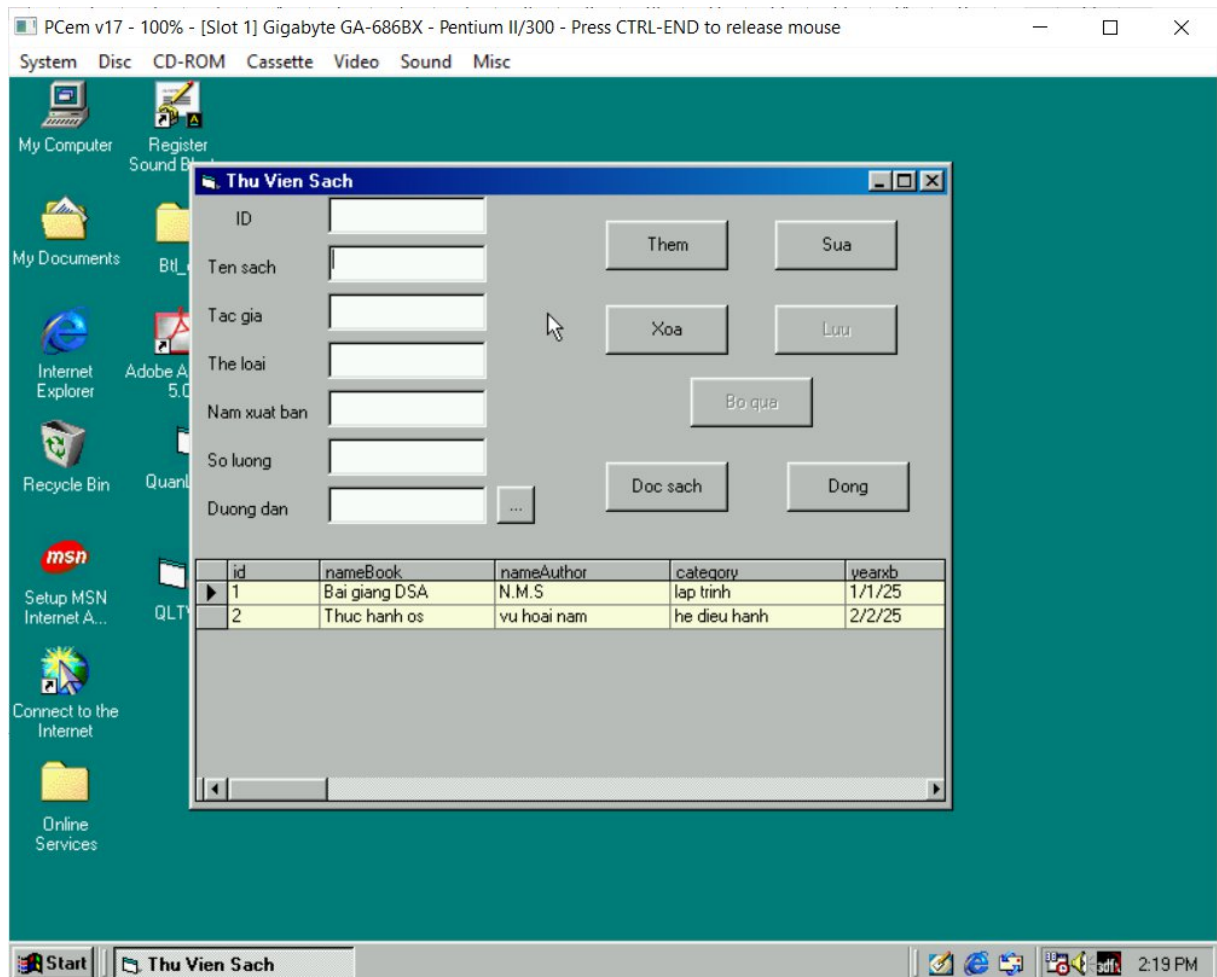 PCem v17 - 100% - [Slot 1] Gigabyte GA-686BX - Pentium II/300 - Press CTRL-END to release mouse
System Disc CD-ROM Cassette Video Sound Misc
My Computer
Register
Sound
My Documents
Btl_
Internet
Explorer
Adobe A
5.0
Recycle Bin
Quanl
msn
Setup MSN
Internet A...
QLTV
Connect to the
Internet
Online
Services
Thu Vien Sach
ID
Ten sach
Tac gia
The loai
Nam xuat ban
So luong
Duong dan
...
Them
Sua
Xoa
Luu
Bo qua
Doc sach
Dong
id nameBook nameAuthor category yearxb
1 Bai giang DSA N.M.S lap trinh 1/1/25
2 Thuc hanh os vu hoai nam he dieu hanh 2/2/25
Start Thu Vien Sach 2:19 PM